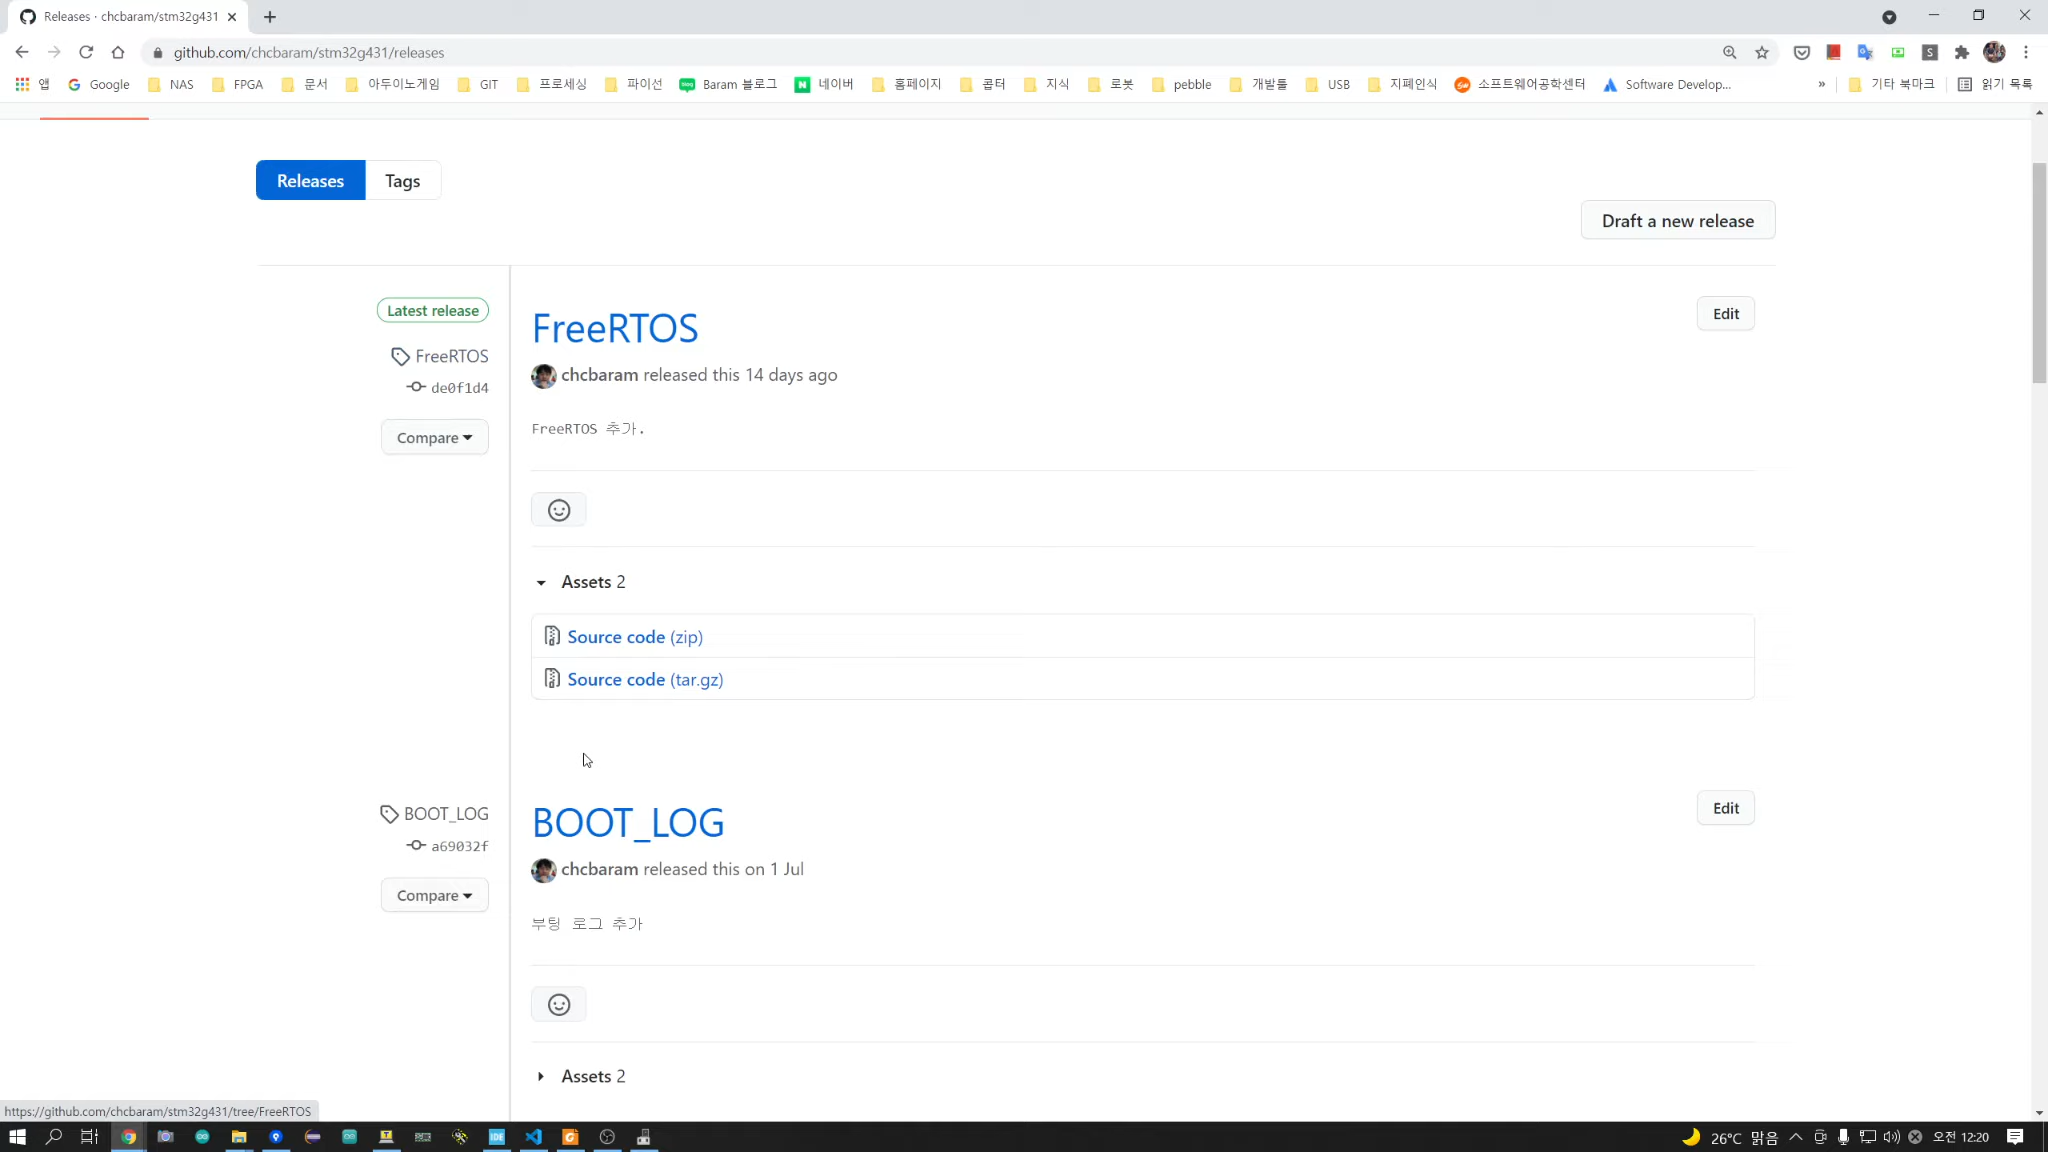 Releases · chcbaram/stm32g431
github.com/chcbaram/stm32g431/releases
앱 Google NAS FPGA 문서 아두이노게임 GIT 프로세싱 파이선 Baram 블로그 네이버 홈페이지 콥터 지식 로봇 pebble 개발툴 USB 지폐인식 소프트웨어공학센터 Software Develop... » 기타 북마크 읽기 목록
Releases Tags
Draft a new release
Latest release
FreeRTOS
de0f1d4
Compare
FreeRTOS
Edit
chcbaram released this 14 days ago
FreeRTOS 추가.
Assets 2
Source code (zip)
Source code (tar.gz)
BOOT_LOG
a69032f
Compare
BOOT_LOG
Edit
chcbaram released this on 1 Jul
부팅 로그 추가
Assets 2
https://github.com/chcbaram/stm32g431/tree/FreeRTOS
26°C 맑음 오전 12:20